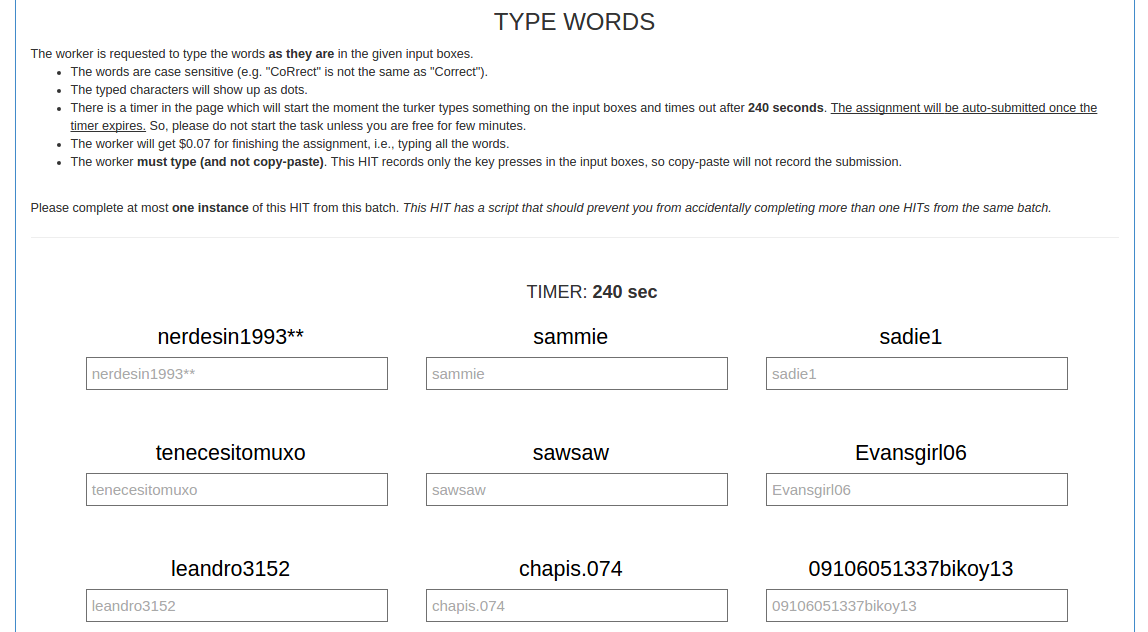 TYPE WORDS
The worker is requested to type the words as they are in the given input boxes.
• The words are case sensitive (e.g. "CoRrect" is not the same as "Correct").
• The typed characters will show up as dots.
• There is a timer in the page which will start the moment the turker types something on the input boxes and times out after 240 seconds. The assignment will be auto-submitted once the
timer expires. So, please do not start the task unless you are free for few minutes.
• The worker will get $0.07 for finishing the assignment, i.e., typing all the words.
• The worker must type (and not copy-paste). This HIT records only the key presses in the input boxes, so copy-paste will not record the submission.
Please complete at most one instance of this HIT from this batch. This HIT has a script that should prevent you from accidentally completing more than one HITs from the same batch.
TIMER: 240 sec
nerdesin1993** sammie sadie1
nerdesin1993** sammie sadie1
tenecesitomuxo sawsaw Evansgirl06
tenecesitomuxo sawsaw Evansgirl06
leandro3152 chapis.074 09106051337bikoy13
leandro3152 chapis.074 09106051337bikoy13